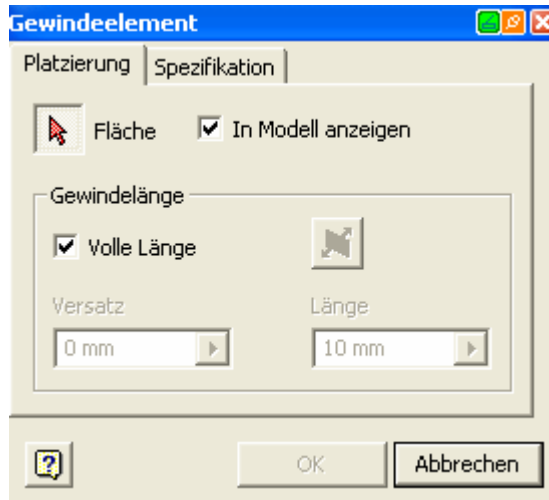 Gewindeelement
Platzierung Spezifikation
Fläche In Modell anzeigen
Gewindelänge
Volle Länge
Versatz Länge
0 mm 10 mm
OK Abbrechen